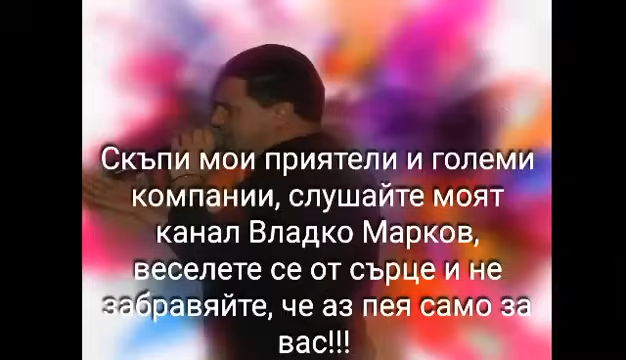 Скъпи мои приятели и големи
компании, слушайте моят
канал Владко Марков,
веселете се от сърце и не
забравяйте, че аз пея само за
вас!!!